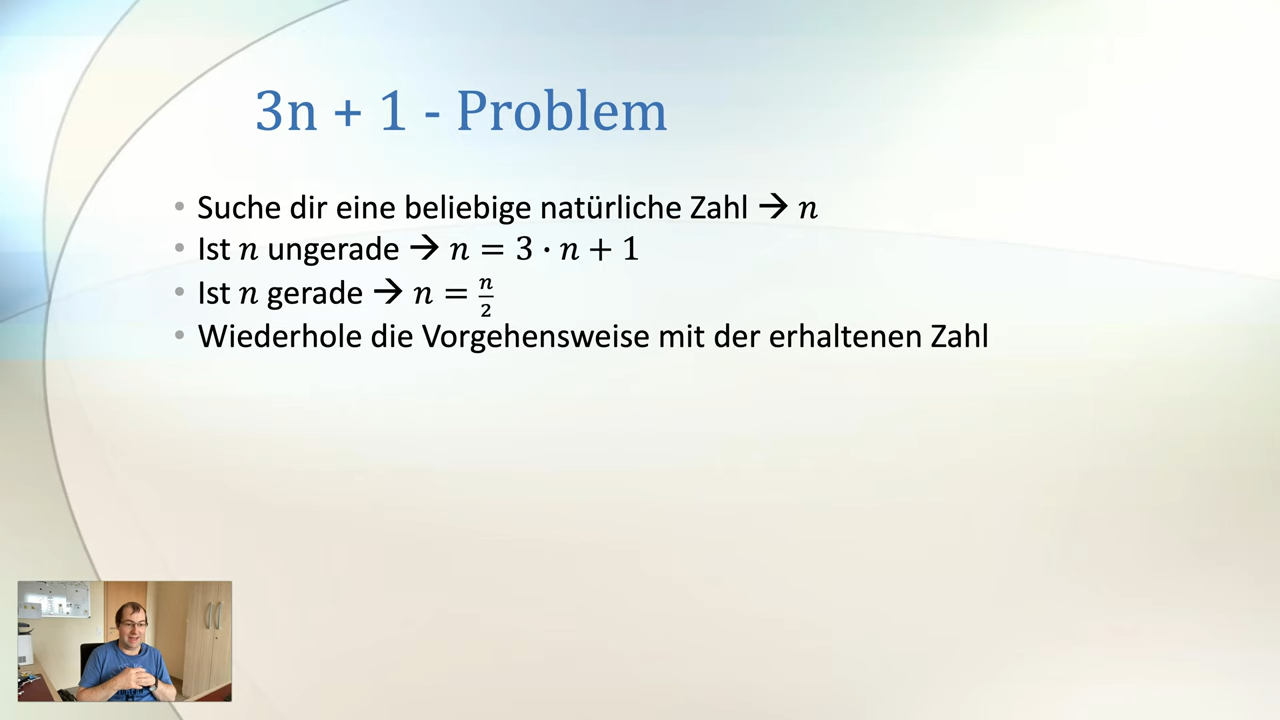 3n + 1 - Problem
• Suche dir eine beliebige natürliche Zahl → n
• Ist n ungerade → n = 3 · n + 1
• Ist n gerade → n = n/2
• Wiederhole die Vorgehensweise mit der erhaltenen Zahl